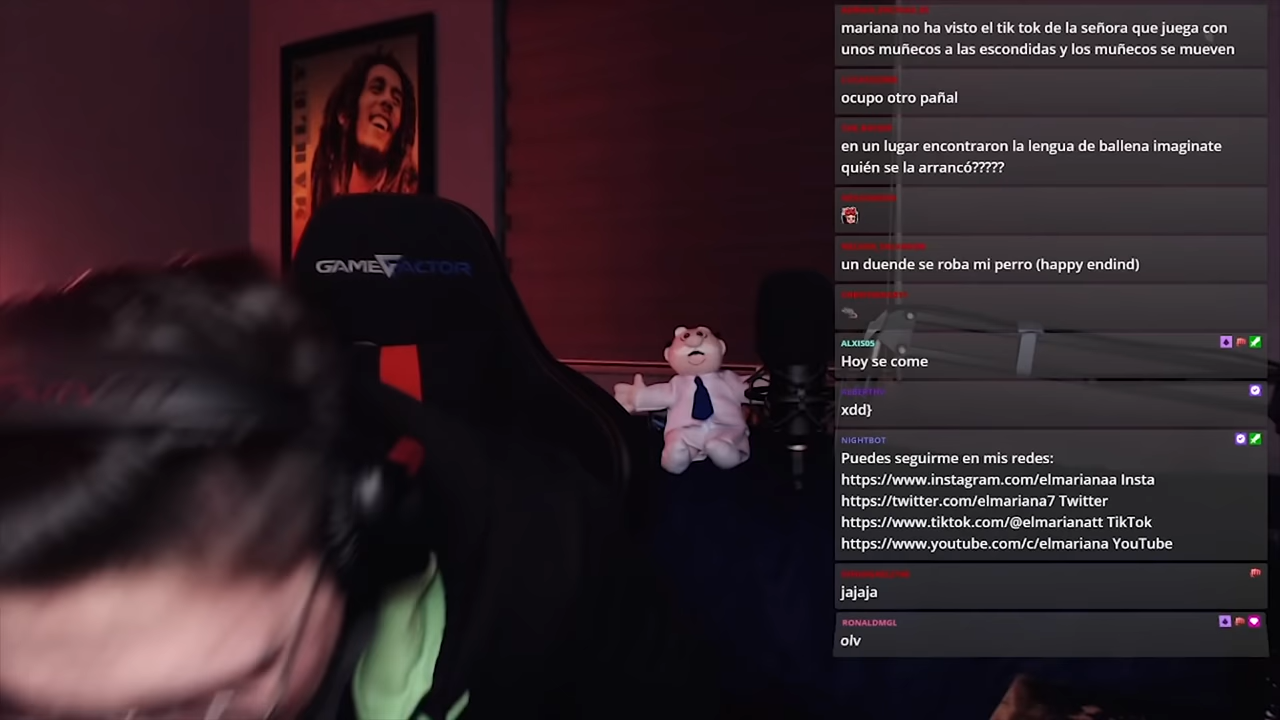 MARLEY
GAMEFACTOR
mariana no ha visto el tik tok de la señora que juega con
unos muñecos a las escondidas y los muñecos se mueven
ocupo otro pañal
en un lugar encontraron la lengua de ballena imaginate
quién se la arrancó?????
un duende se roba mi perro (happy endind)
ALXIS05
Hoy se come
xdd}
NIGHTBOT
Puedes seguirme en mis redes:
https://www.instagram.com/elmarianaa Insta
https://twitter.com/elmariana7 Twitter
https://www.tiktok.com/@elmarianatt TikTok
https://www.youtube.com/c/elmariana YouTube
jajaja
RONALDMGL
olv